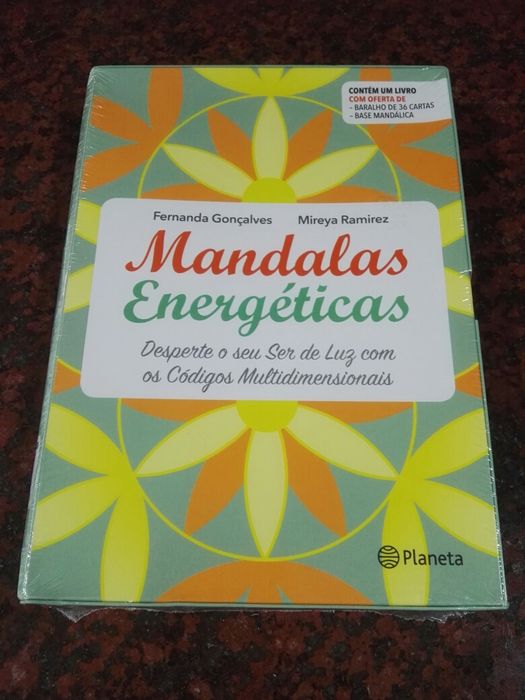 CONTÉM UM LIVRO
COM OFERTA DE
- BARALHO DE 36 CARTAS
- BASE MANDÁLICA
Fernanda Gonçalves Mireya Ramirez
Mandalas
Energéticas
Desperte o seu Ser de Luz com
os Códigos Multidimensionais
Planeta